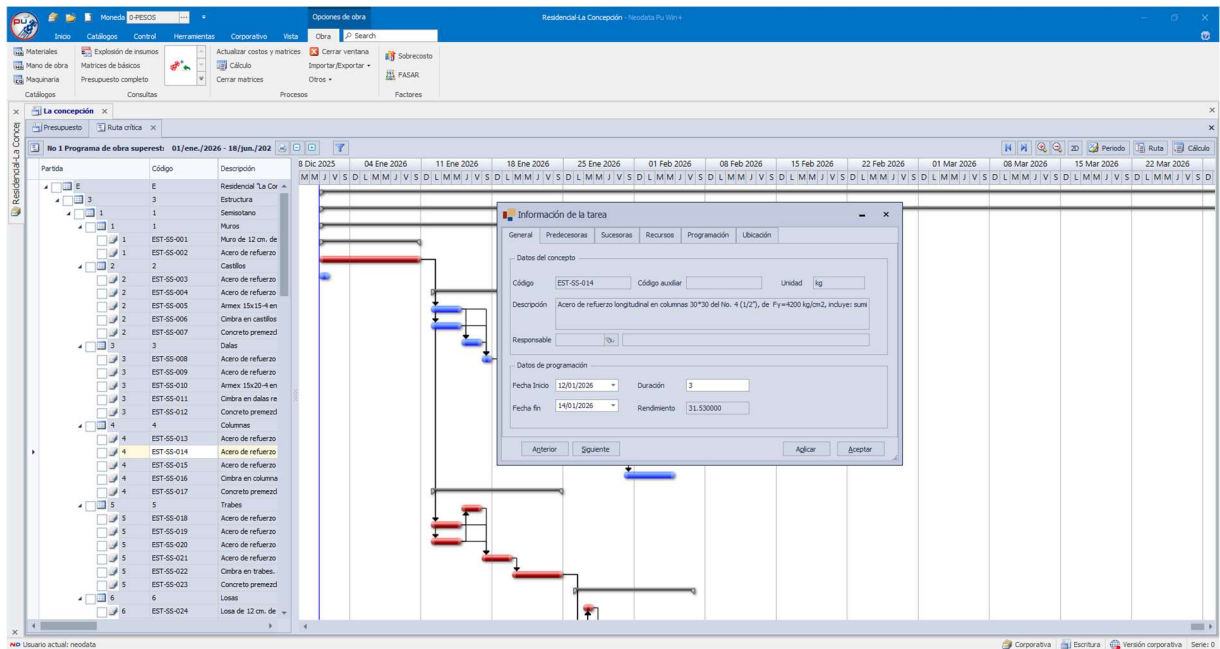 Moneda 0-PESOS
Opciones de obra
Residencial-La Concepción - Neodata Pu Win+
Inicio Catálogos Control Herramientas Corporativo Vista Obra Search
Materiales Explosión de insumos Actualizar costos y matrices Cerrar ventana Sobrecosto
Mano de obra Matrices de básicos Cálculo Importar/Exportar
Maquinaria Presupuesto completo Cerrar matrices Otros FASAR
Catálogos Consultas Procesos Factores
La concepción
Presupuesto Ruta crítica
Residencial-La Concep
No 1 Programa de obra superest: 01/ene./2026 - 18/jun./202
2D Periodo Ruta Cálculo
Partida Código Descripción
8 Dic 2025 04 Ene 2026 11 Ene 2026 18 Ene 2026 25 Ene 2026 01 Feb 2026 08 Feb 2026 15 Feb 2026 22 Feb 2026 01 Mar 2026 08 Mar 2026 15 Mar 2026 22 Mar 2026
M M J V S D L M M J V S D L M M J V S D L M M J V S D L M M J V S D L M M J V S D L M M J V S D L M M J V S D L M M J V S D L M M J V S D L M M J V S D L M M J V S D L M M J V S D
E E Residencial "La Cor
3 3 Estructura
1 1 Semisotano
1 1 Muros
1 EST-SS-001 Muro de 12 cm. de
1 EST-SS-002 Acero de refuerzo
2 2 Castillos
2 EST-SS-003 Acero de refuerzo
2 EST-SS-004 Acero de refuerzo
2 EST-SS-005 Armex 15x15-4 en
2 EST-SS-006 Cimbra en castillos
2 EST-SS-007 Concreto premezcl
3 3 Dalas
3 EST-SS-008 Acero de refuerzo
3 EST-SS-009 Acero de refuerzo
3 EST-SS-010 Armex 15x20-4 en
3 EST-SS-011 Cimbra en dalas re
3 EST-SS-012 Concreto premezcl
4 4 Columnas
4 EST-SS-013 Acero de refuerzo
4 EST-SS-014 Acero de refuerzo
4 EST-SS-015 Acero de refuerzo
4 EST-SS-016 Cimbra en columna
4 EST-SS-017 Concreto premezcl
5 5 Trabes
5 EST-SS-018 Acero de refuerzo
5 EST-SS-019 Acero de refuerzo
5 EST-SS-020 Acero de refuerzo
5 EST-SS-021 Acero de refuerzo
5 EST-SS-022 Cimbra en trabes.
5 EST-SS-023 Concreto premezcl
6 6 Losas
6 EST-SS-024 Losa de 12 cm. de
Información de la tarea
General Predecesoras Sucesoras Recursos Programación Ubicación
Datos del concepto
Código EST-SS-014 Código auxiliar Unidad kg
Descripción Acero de refuerzo longitudinal en columnas 30*30 del No. 4 (1/2"), de Fy=4200 kg/cm2, incluye: sumi
Responsable
Datos de programación
Fecha Inicio 12/01/2026 Duración 3
Fecha fin 14/01/2026 Rendimiento 31.530000
Anterior Siguiente Aplicar Aceptar
ND Usuario actual: neodata
Corporativa Escritura Versión corporativa Serie: 0